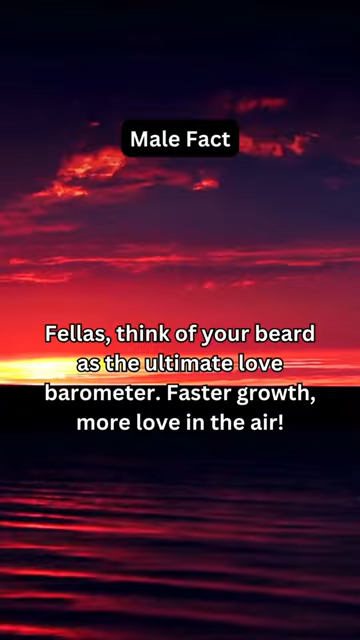 Male Fact
Fellas, think of your beard
as the ultimate love
barometer. Faster growth,
more love in the air!